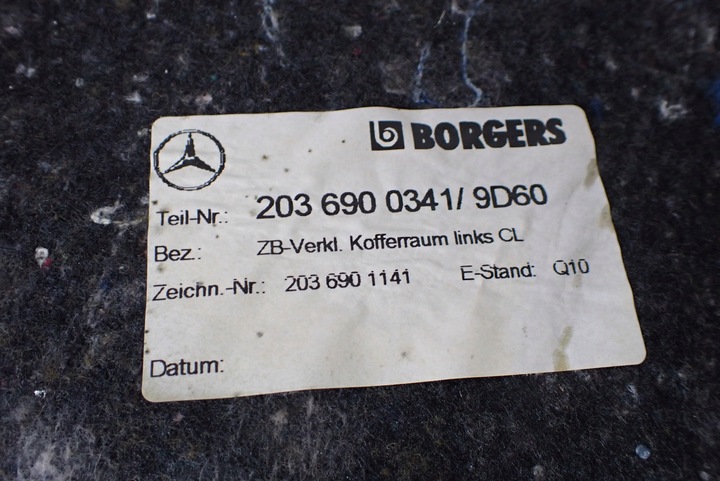 BORGERS
Teil-Nr.: 203 690 0341/ 9D60
Bez.: ZB-Verkl. Kofferraum links CL
Zeichn.-Nr.: 203 690 1141 E-Stand: Q10
Datum: